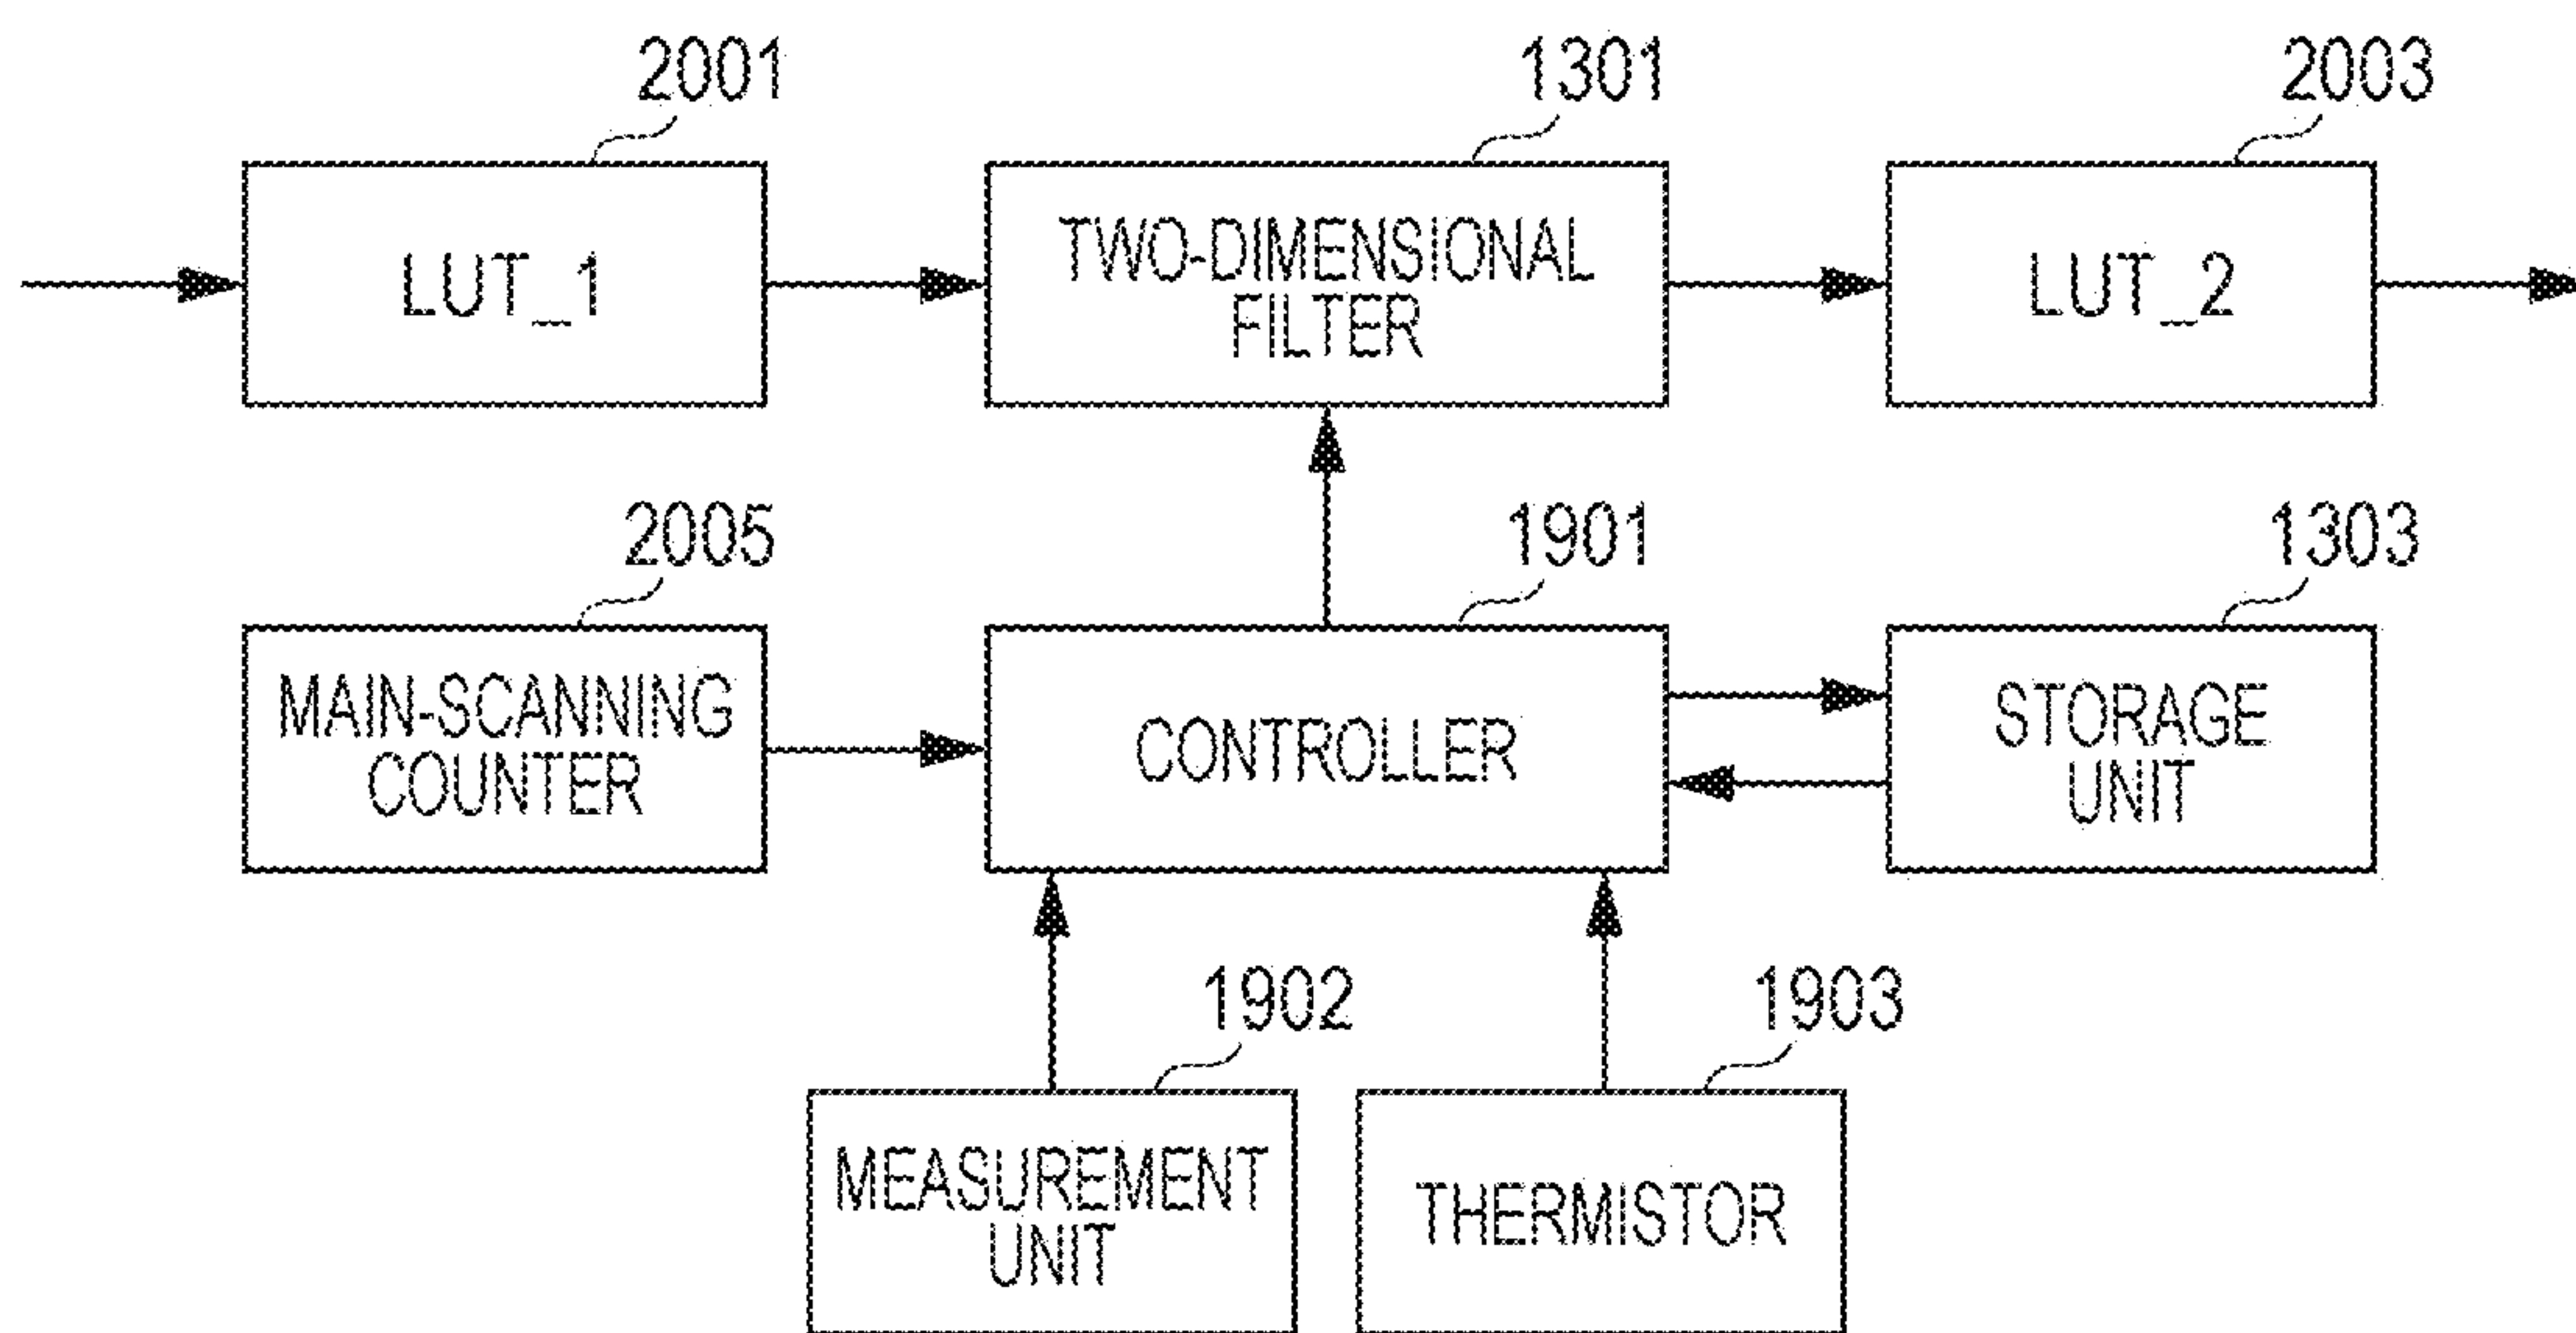 2001
1301
2003
LUT_1
TWO-DIMENSIONAL
FILTER
LUT_2
2005
1901
1303
MAIN-SCANNING
COUNTER
CONTROLLER
STORAGE
UNIT
1902
1903
MEASUREMENT
UNIT
THERMISTOR